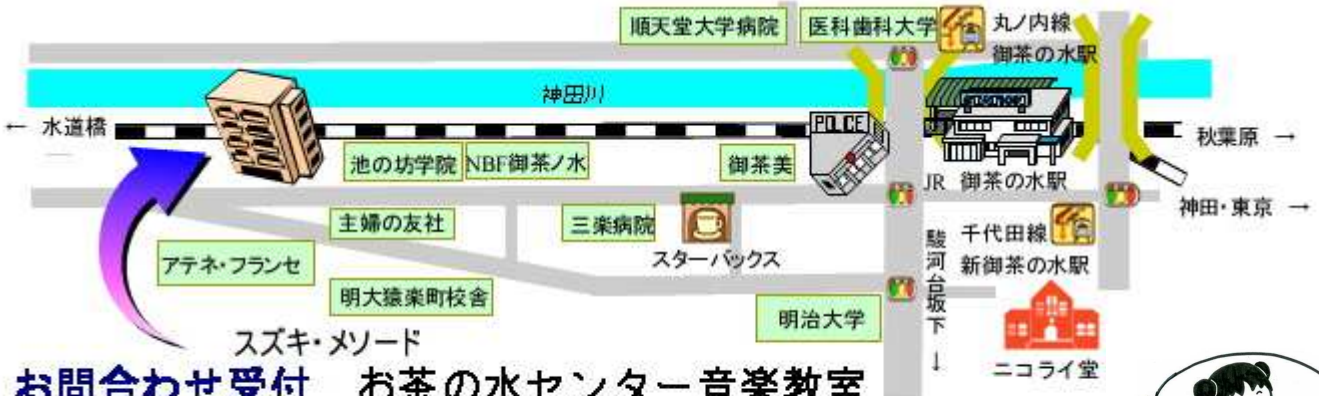 順天堂大学病院
医科歯科大学
丸ノ内線
御茶の水駅
神田川
← 水道橋
POLICE
STATION
秋葉原 →
池の坊学院
NBF御茶ノ水
御茶美
JR 御茶の水駅
神田・東京 →
主婦の友社
三楽病院
スターバックス
千代田線
新御茶の水駅
アテネ・フランセ
明大猿楽町校舎
駿河台坂下
↓
明治大学
ニコライ堂
スズキ・メソード
お問合わせ受付 お茶の水センター音楽教室